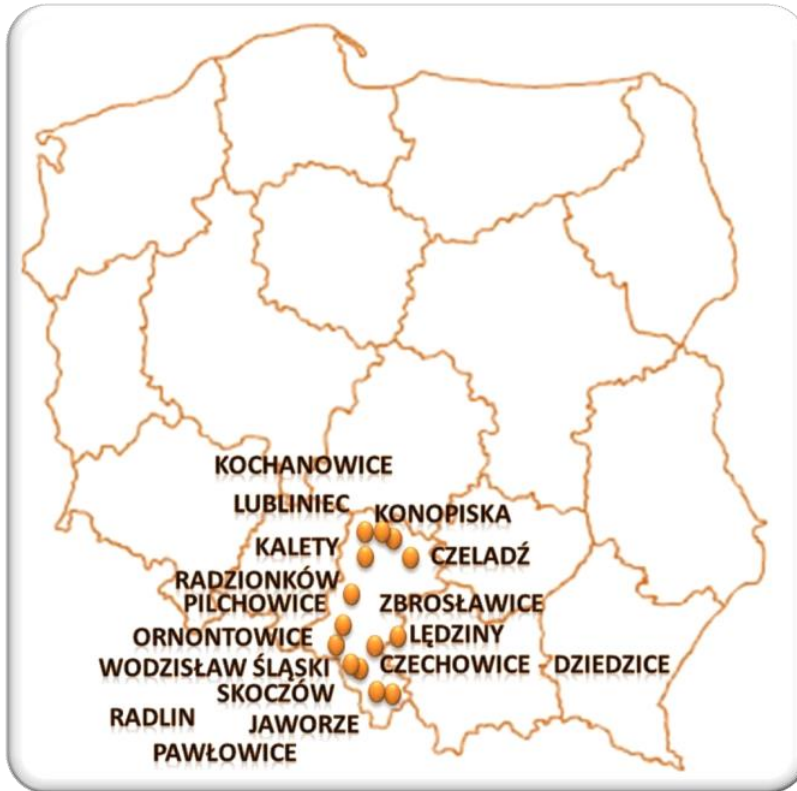 KOCHANOWICE
LUBLINIEC
KONOPISKA
KALETY
CZELADŹ
RADZIONKÓW
PILCHOWICE
ZBROSŁAWICE
ORNONTOWICE
LĘDZINY
WODZISŁAW ŚLĄSKI
CZECHOWICE - DZIEDZICE
SKOCZÓW
RADLIN
JAWORZE
PAWŁOWICE